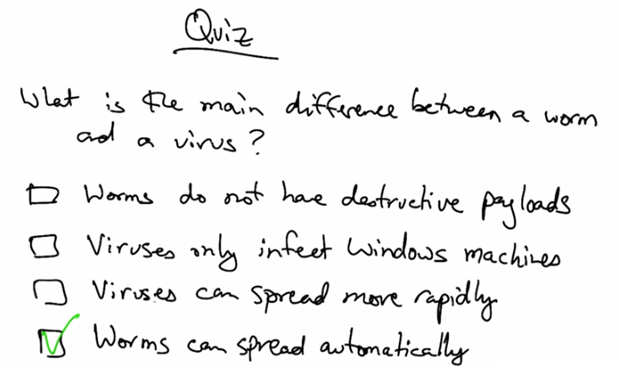 Quiz
What is the main difference between a worm
ad a virus?
Worms do not have destructive payloads
Viruses only infect Windows machines
Viruses can spread more rapidly
Worms can spread automatically